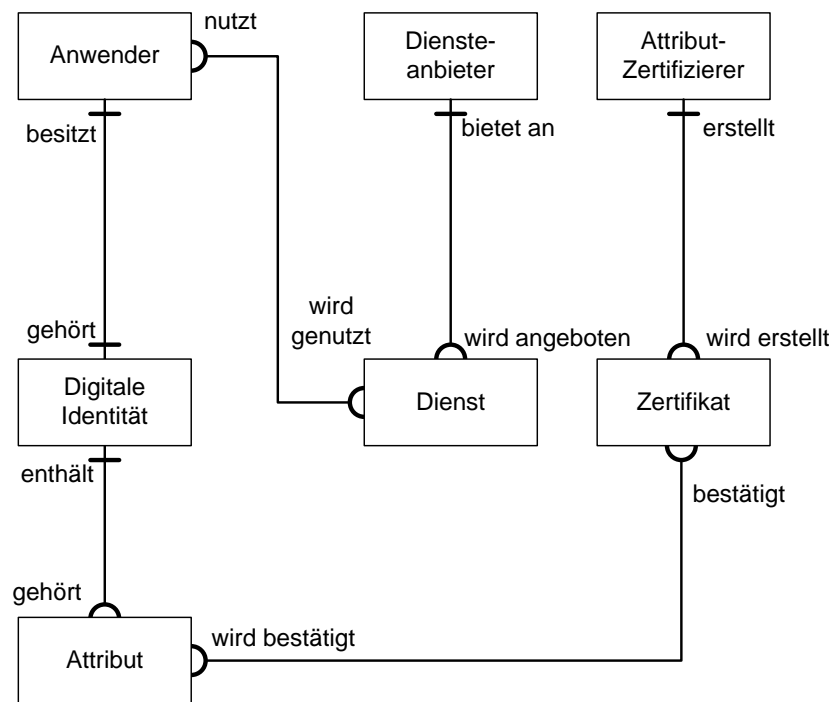 nutzt
Anwender
Dienste-
anbieter
Attribut-
Zertifizierer
besitzt
bietet an
erstellt
gehört
wird
genutzt
wird angeboten
wird erstellt
Digitale
Identität
Dienst
Zertifikat
enthält
bestätigt
gehört
wird bestätigt
Attribut